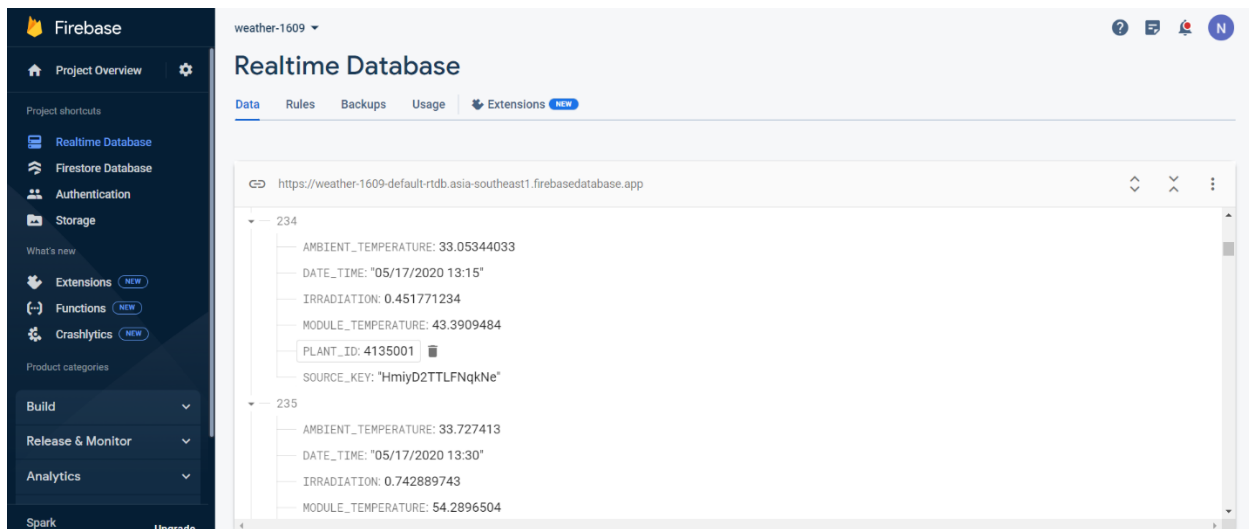 Firebase
Project Overview
Project shortcuts
Realtime Database
Firestore Database
Authentication
Storage
What's new
Extensions NEW
Functions NEW
Crashlytics NEW
Product categories
Build
Release & Monitor
Analytics
Spark
Upgrade
weather-1609
N
Realtime Database
Data Rules Backups Usage Extensions NEW
https://weather-1609-default-rtdb.asia-southeast1.firebasedatabase.app
234
AMBIENT_TEMPERATURE: 33.05344033
DATE_TIME: "05/17/2020 13:15"
IRRADIATION: 0.451771234
MODULE_TEMPERATURE: 43.3909484
PLANT_ID: 4135001
SOURCE_KEY: "HmiyD2TTLFNqkNe"
235
AMBIENT_TEMPERATURE: 33.727413
DATE_TIME: "05/17/2020 13:30"
IRRADIATION: 0.742889743
MODULE_TEMPERATURE: 54.2896504